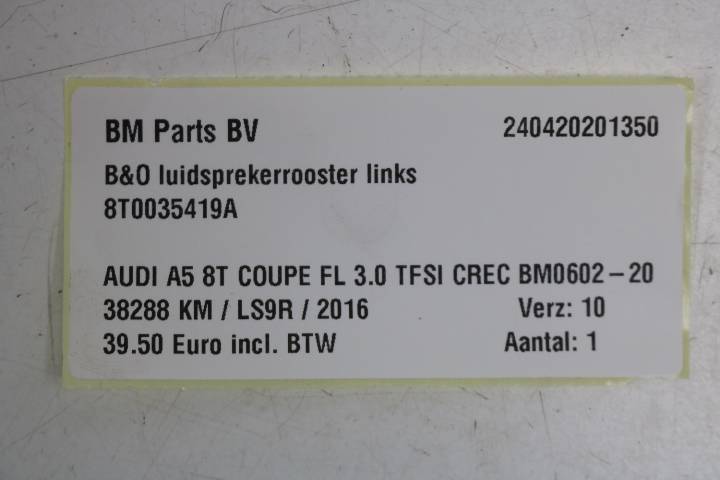 BM Parts BV 240420201350
B&O luidsprekerrooster links
8T0035419A
AUDI A5 8T COUPE FL 3.0 TFSI CREC BM0602-20
38288 KM / LS9R / 2016 Verz: 10
39.50 Euro incl. BTW Aantal: 1